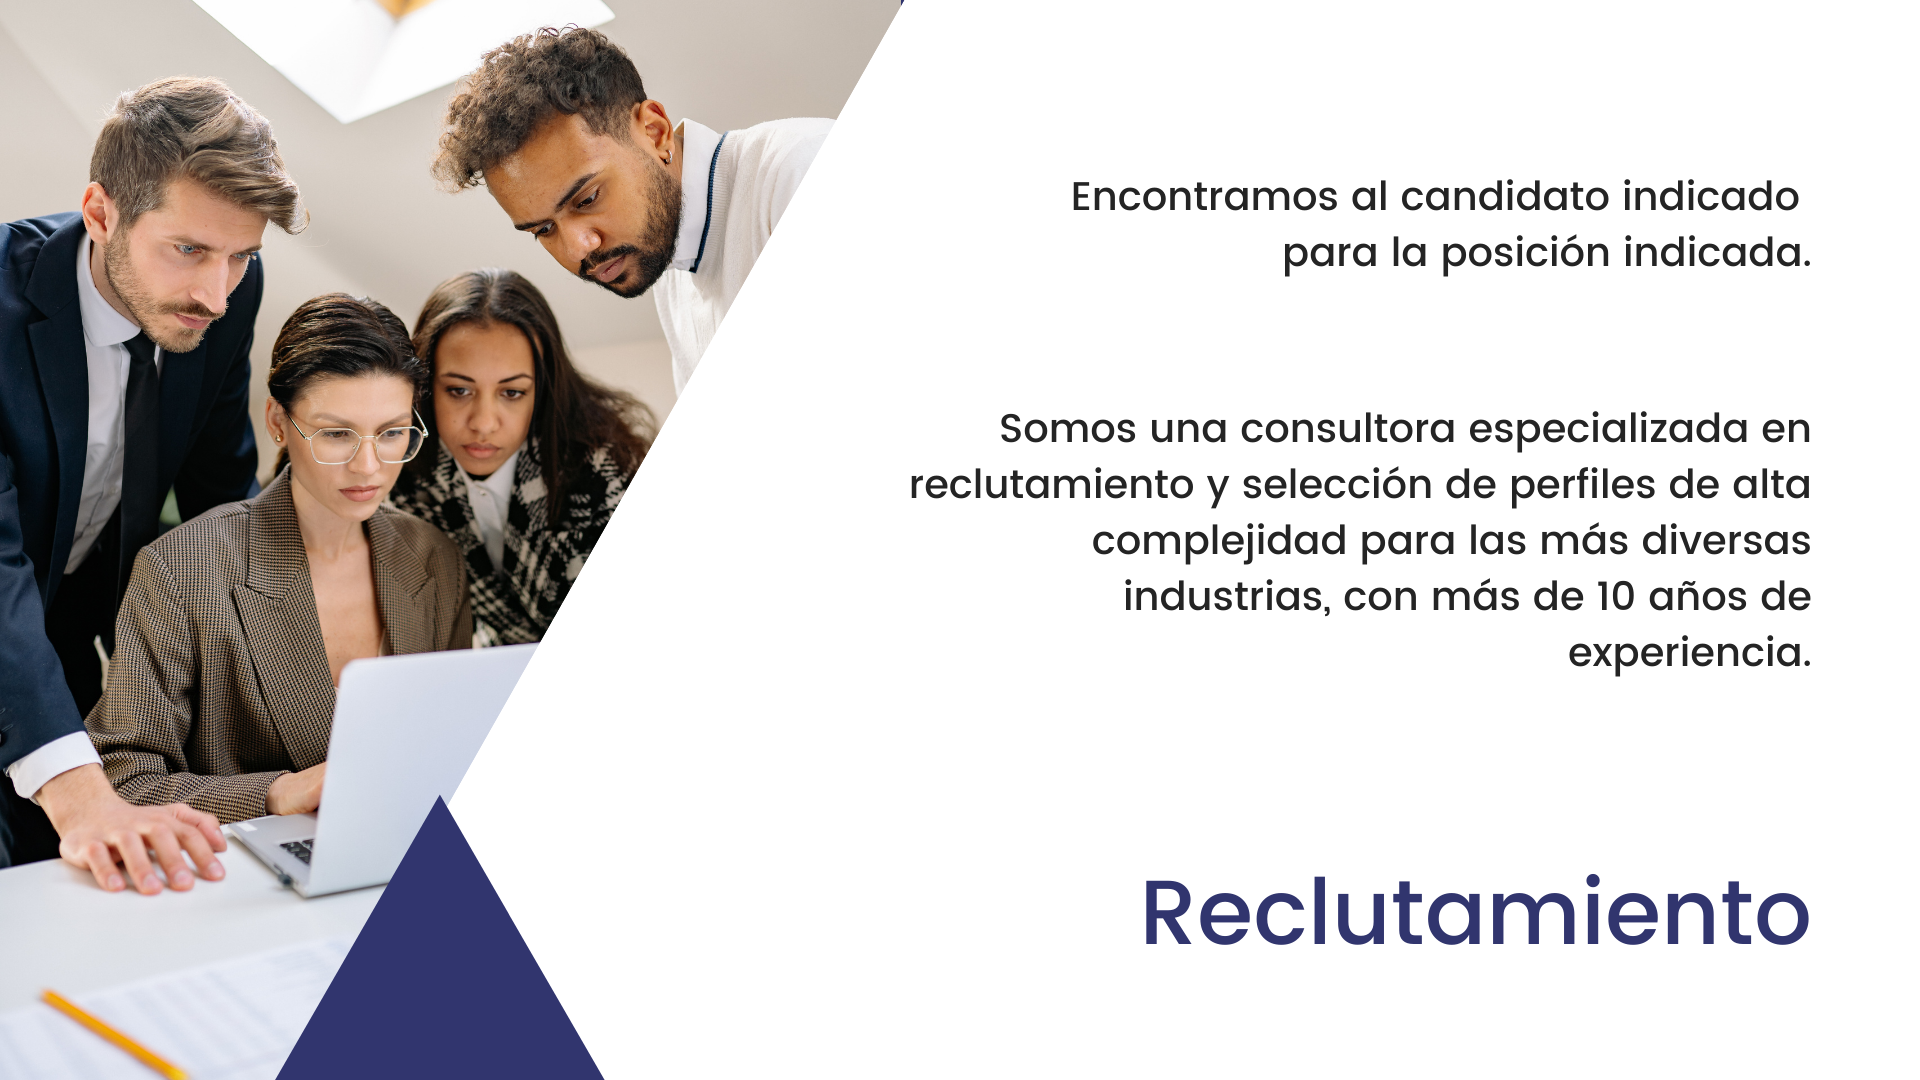 Encontramos al candidato indicado
para la posición indicada.
Somos una consultora especializada en
reclutamiento y selección de perfiles de alta
complejidad para las más diversas
industrias, con más de 10 años de
experiencia.
Reclutamiento